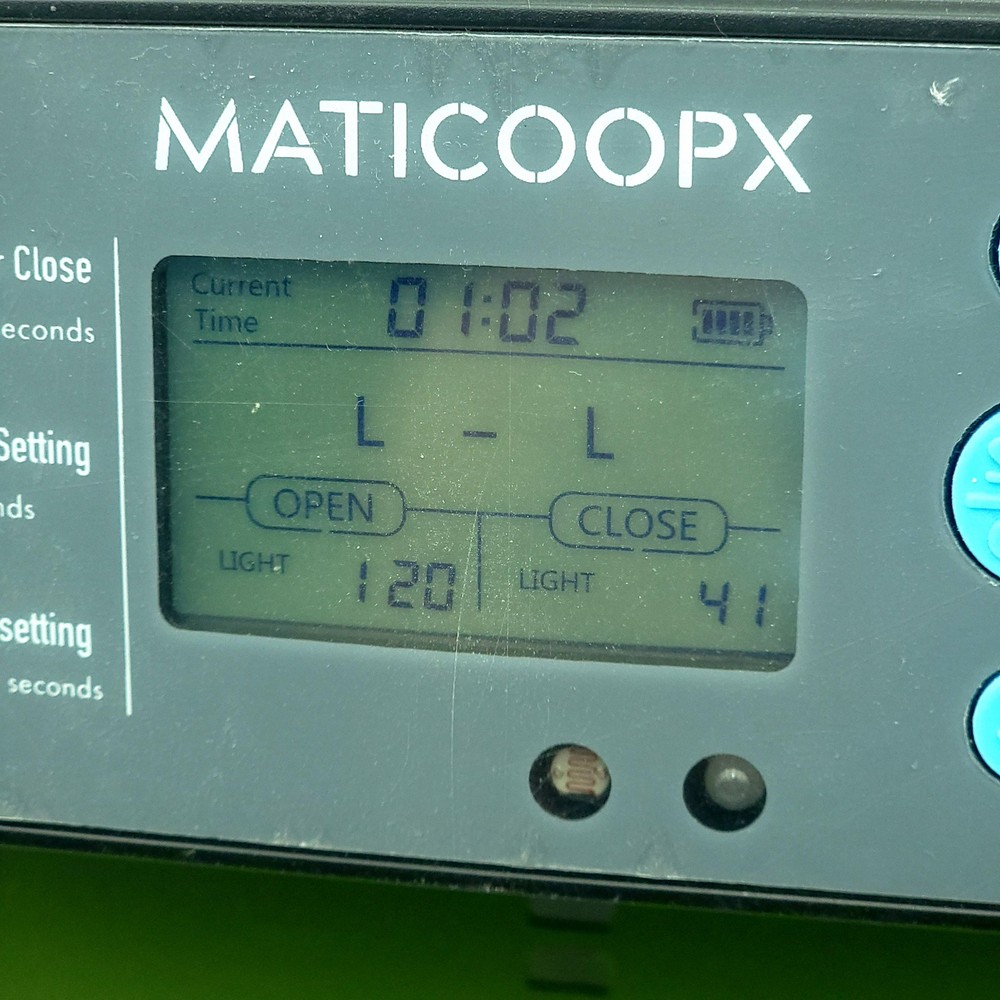 MATICOOPX
Close
econds
Setting
nds
setting
seconds
Current
Time
01:02
L - L
OPEN
CLOSE
LIGHT 120
LIGHT 41